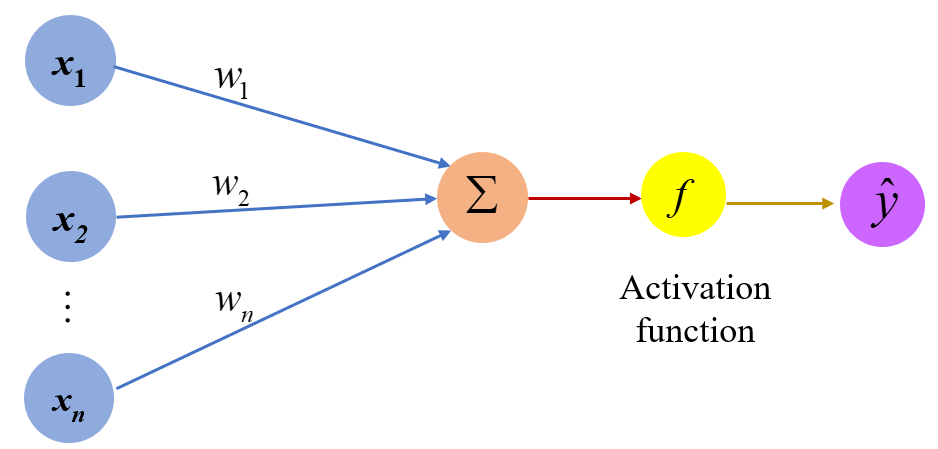 x₁
w₁
x₂
w₂
Σ
f
ŷ
⋮
wₙ
xₙ
Activation
function